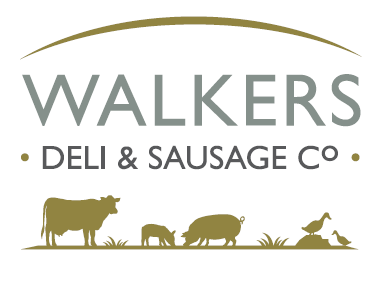 WALKERS
• DELI & SAUSAGE Cº •